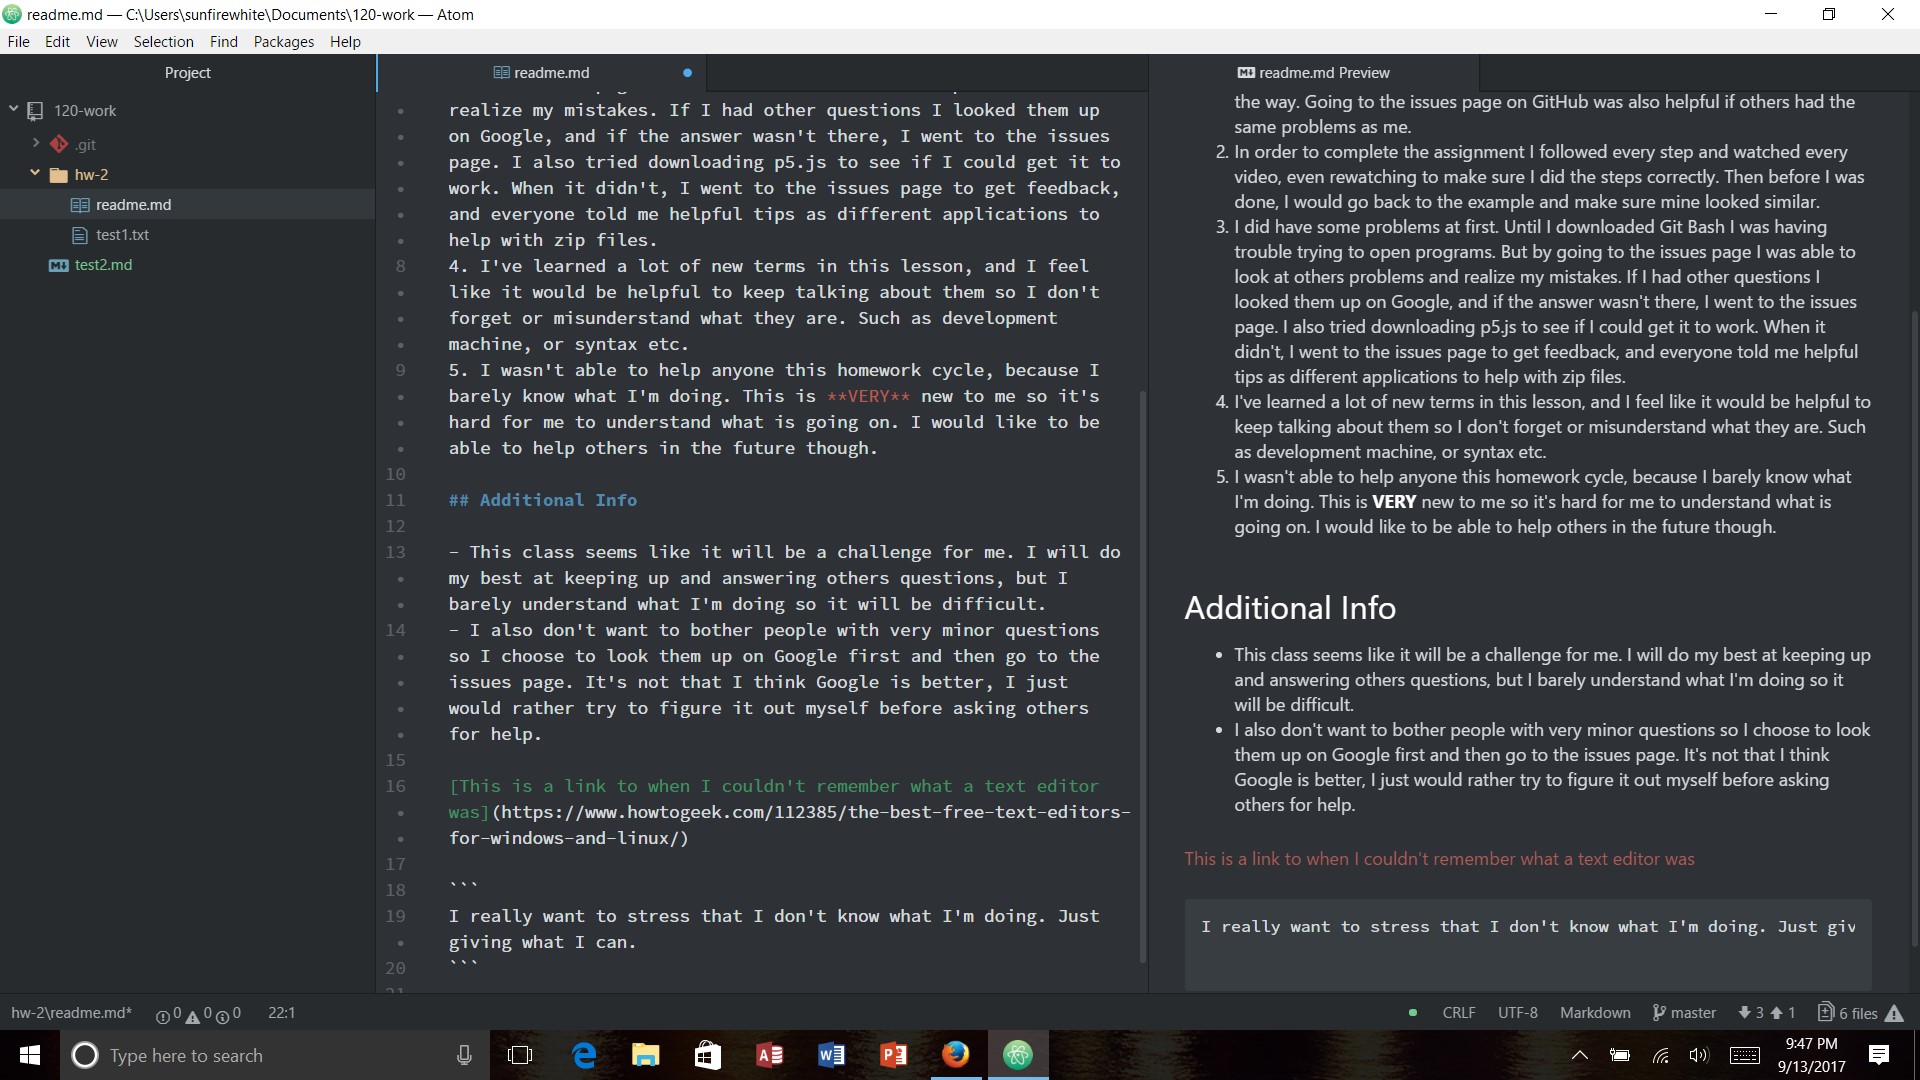 readme.md — C:\Users\sunfirewhite\Documents\120-work — Atom
File Edit View Selection Find Packages Help
Project
120-work
.git
hw-2
readme.md
test1.txt
test2.md
readme.md
realize my mistakes. If I had other questions I looked them up
on Google, and if the answer wasn't there, I went to the issues
page. I also tried downloading p5.js to see if I could get it to
work. When it didn't, I went to the issues page to get feedback,
and everyone told me helpful tips as different applications to
help with zip files.
8 4. I've learned a lot of new terms in this lesson, and I feel
like it would be helpful to keep talking about them so I don't
forget or misunderstand what they are. Such as development
machine, or syntax etc.
9 5. I wasn't able to help anyone this homework cycle, because I
barely know what I'm doing. This is **VERY** new to me so it's
hard for me to understand what is going on. I would like to be
able to help others in the future though.
10
11 ## Additional Info
12
13 - This class seems like it will be a challenge for me. I will do
my best at keeping up and answering others questions, but I
barely understand what I'm doing so it will be difficult.
14 - I also don't want to bother people with very minor questions
so I choose to look them up on Google first and then go to the
issues page. It's not that I think Google is better, I just
would rather try to figure it out myself before asking others
for help.
15
16 [This is a link to when I couldn't remember what a text editor
was](https://www.howtogeek.com/112385/the-best-free-text-editors-
for-windows-and-linux/)
17
18 ```
19 I really want to stress that I don't know what I'm doing. Just
giving what I can.
20 ```
21
readme.md Preview
the way. Going to the issues page on GitHub was also helpful if others had the
same problems as me.
2. In order to complete the assignment I followed every step and watched every
video, even rewatching to make sure I did the steps correctly. Then before I was
done, I would go back to the example and make sure mine looked similar.
3. I did have some problems at first. Until I downloaded Git Bash I was having
trouble trying to open programs. But by going to the issues page I was able to
look at others problems and realize my mistakes. If I had other questions I
looked them up on Google, and if the answer wasn't there, I went to the issues
page. I also tried downloading p5.js to see if I could get it to work. When it
didn't, I went to the issues page to get feedback, and everyone told me helpful
tips as different applications to help with zip files.
4. I've learned a lot of new terms in this lesson, and I feel like it would be helpful to
keep talking about them so I don't forget or misunderstand what they are. Such
as development machine, or syntax etc.
5. I wasn't able to help anyone this homework cycle, because I barely know what
I'm doing. This is VERY new to me so it's hard for me to understand what is
going on. I would like to be able to help others in the future though.
Additional Info
• This class seems like it will be a challenge for me. I will do my best at keeping up
and answering others questions, but I barely understand what I'm doing so it
will be difficult.
• I also don't want to bother people with very minor questions so I choose to look
them up on Google first and then go to the issues page. It's not that I think
Google is better, I just would rather try to figure it out myself before asking
others for help.
This is a link to when I couldn't remember what a text editor was
I really want to stress that I don't know what I'm doing. Just giv
hw-2\readme.md* 0 0 0 22:1
CRLF UTF-8 Markdown master 3 1 6 files
Type here to search
9:47 PM
9/13/2017